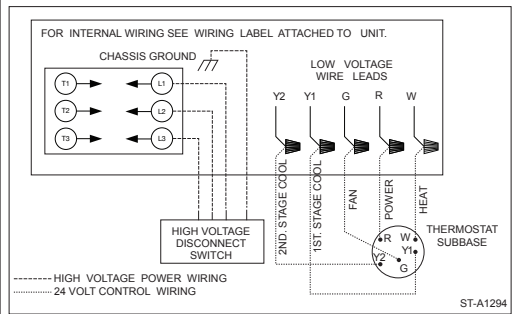 FOR INTERNAL WIRING SEE WIRING LABEL ATTACHED TO UNIT.
CHASSIS GROUND
LOW VOLTAGE
WIRE LEADS
T1 L1
T2 L2
T3 L3
Y2 Y1 G R W
2ND. STAGE COOL
1ST. STAGE COOL
FAN
POWER
HEAT
HIGH VOLTAGE
DISCONNECT
SWITCH
THERMOSTAT
SUBBASE
R W
Y2 Y1
G
HIGH VOLTAGE POWER WIRING
24 VOLT CONTROL WIRING
ST-A1294